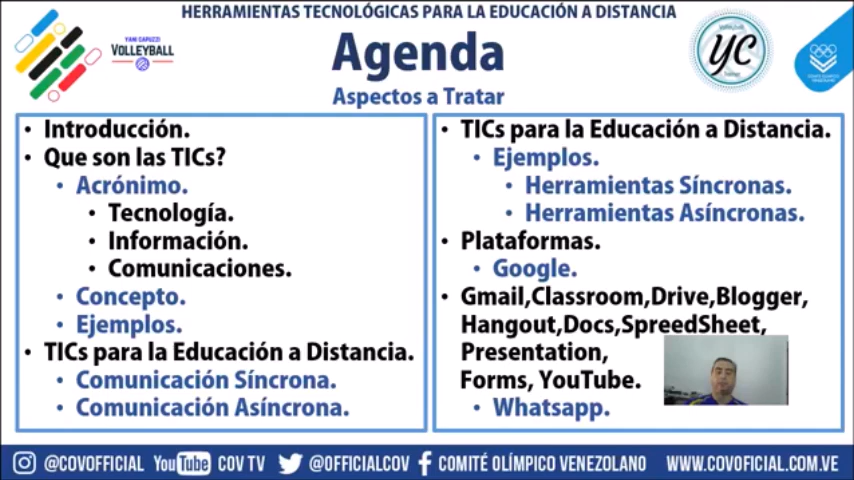 HERRAMIENTAS TECNOLÓGICAS PARA LA EDUCACIÓN A DISTANCIA
YANI CAPUZZI
VOLLEYBALL
Agenda
YC
Aspectos a Tratar
• Introducción.
• Que son las TICs?
• Acrónimo.
• Tecnología.
• Información.
• Comunicaciones.
• Concepto.
• Ejemplos.
• TICs para la Educación a Distancia.
• Comunicación Síncrona.
• Comunicación Asíncrona.
• TICs para la Educación a Distancia.
• Ejemplos.
• Herramientas Síncronas.
• Herramientas Asíncronas.
• Plataformas.
• Google.
• Gmail,Classroom,Drive,Blogger,
Hangout,Docs,SpreedSheet,
Presentation,
Forms, YouTube.
• Whatsapp.
@COVOFFICIAL YouTube COV TV @OFFICIALCOV COMITÉ OLÍMPICO VENEZOLANO WWW.COVOFICIAL.COM.VE